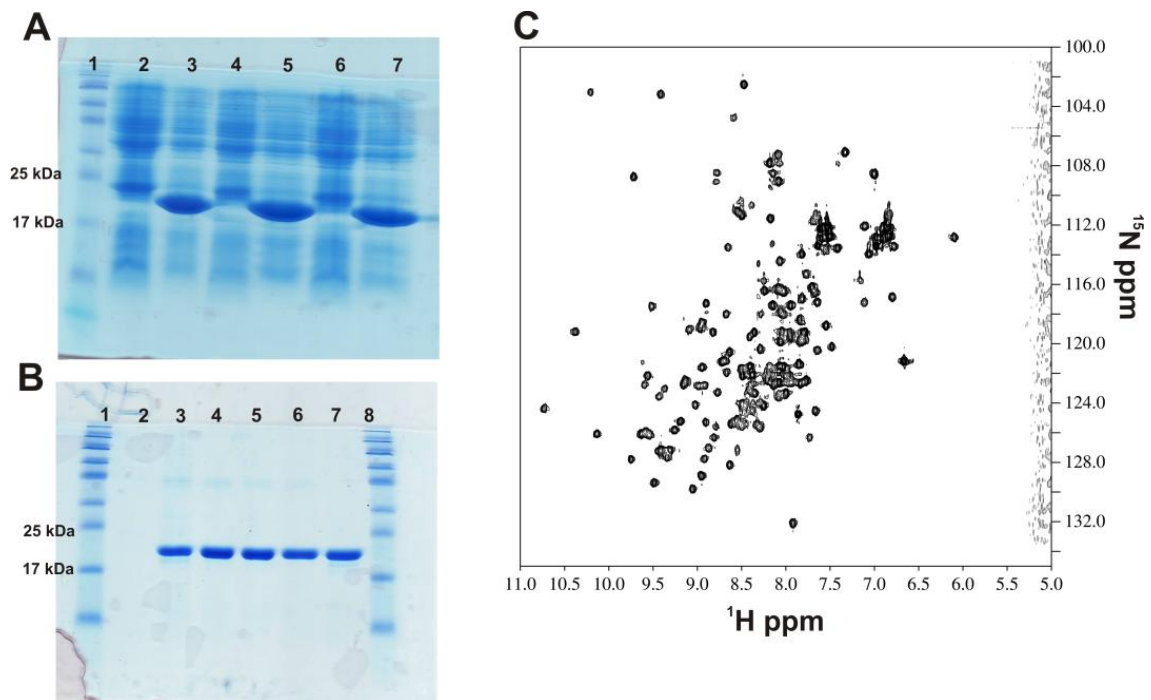 A
1 2 3 4 5 6 7
25 kDa
17 kDa
B
1 2 3 4 5 6 7 8
25 kDa
17 kDa
C
100.0
104.0
108.0
112.0
116.0
120.0
124.0
128.0
132.0
¹⁵N ppm
11.0 10.5 10.0 9.5 9.0 8.5 8.0 7.5 7.0 6.5 6.0 5.5 5.0
¹H ppm